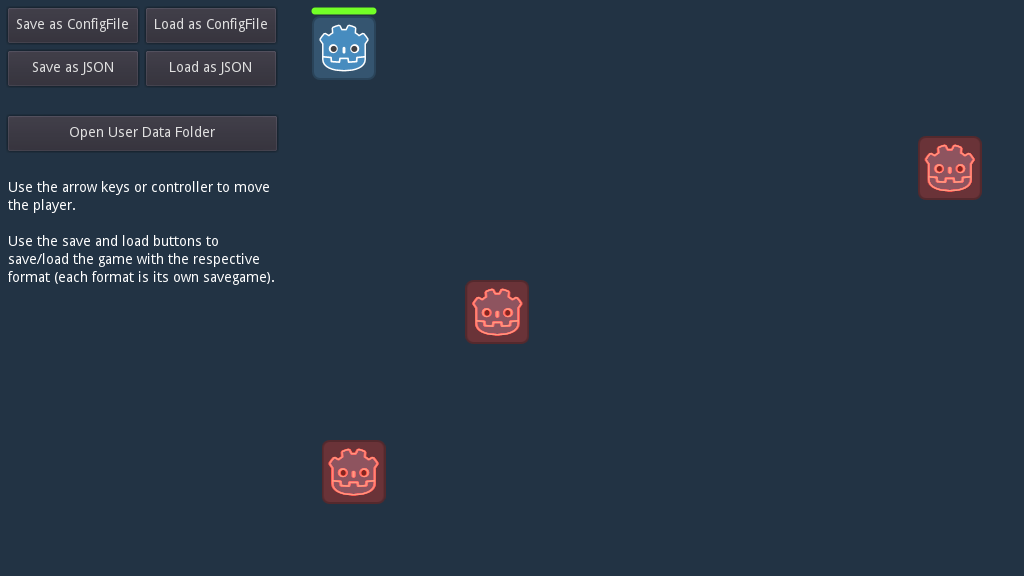 Save as ConfigFile
Load as ConfigFile
Save as JSON
Load as JSON
Open User Data Folder
Use the arrow keys or controller to move
the player.
Use the save and load buttons to
save/load the game with the respective
format (each format is its own savegame).